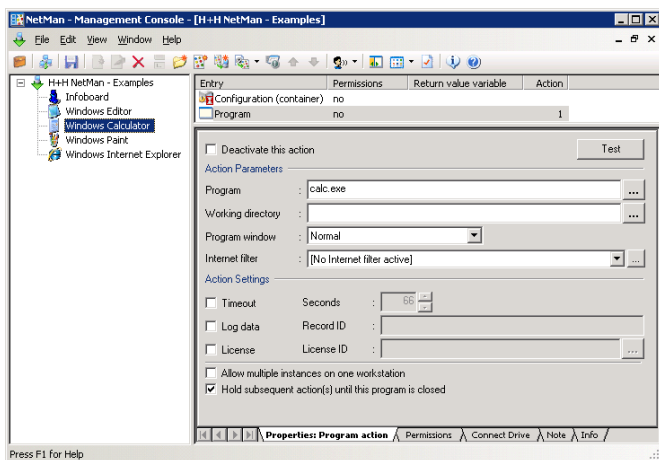 NetMan - Management Console - [H+H NetMan - Examples]
File Edit View Window Help
H+H NetMan - Examples
Infoboard
Windows Editor
Windows Calculator
Windows Paint
Windows Internet Explorer
Entry Permissions Return value variable Action
Configuration (container) no
Program no 1
Deactivate this action Test
Action Parameters
Program : calc.exe ...
Working directory : ...
Program window : Normal
Internet filter : [No Internet filter active] ...
Action Settings
Timeout Seconds : 66
Log data Record ID :
License License ID : ...
Allow multiple instances on one workstation
Hold subsequent action(s) until this program is closed
Properties: Program action Permissions Connect Drive Note Info
Press F1 for Help